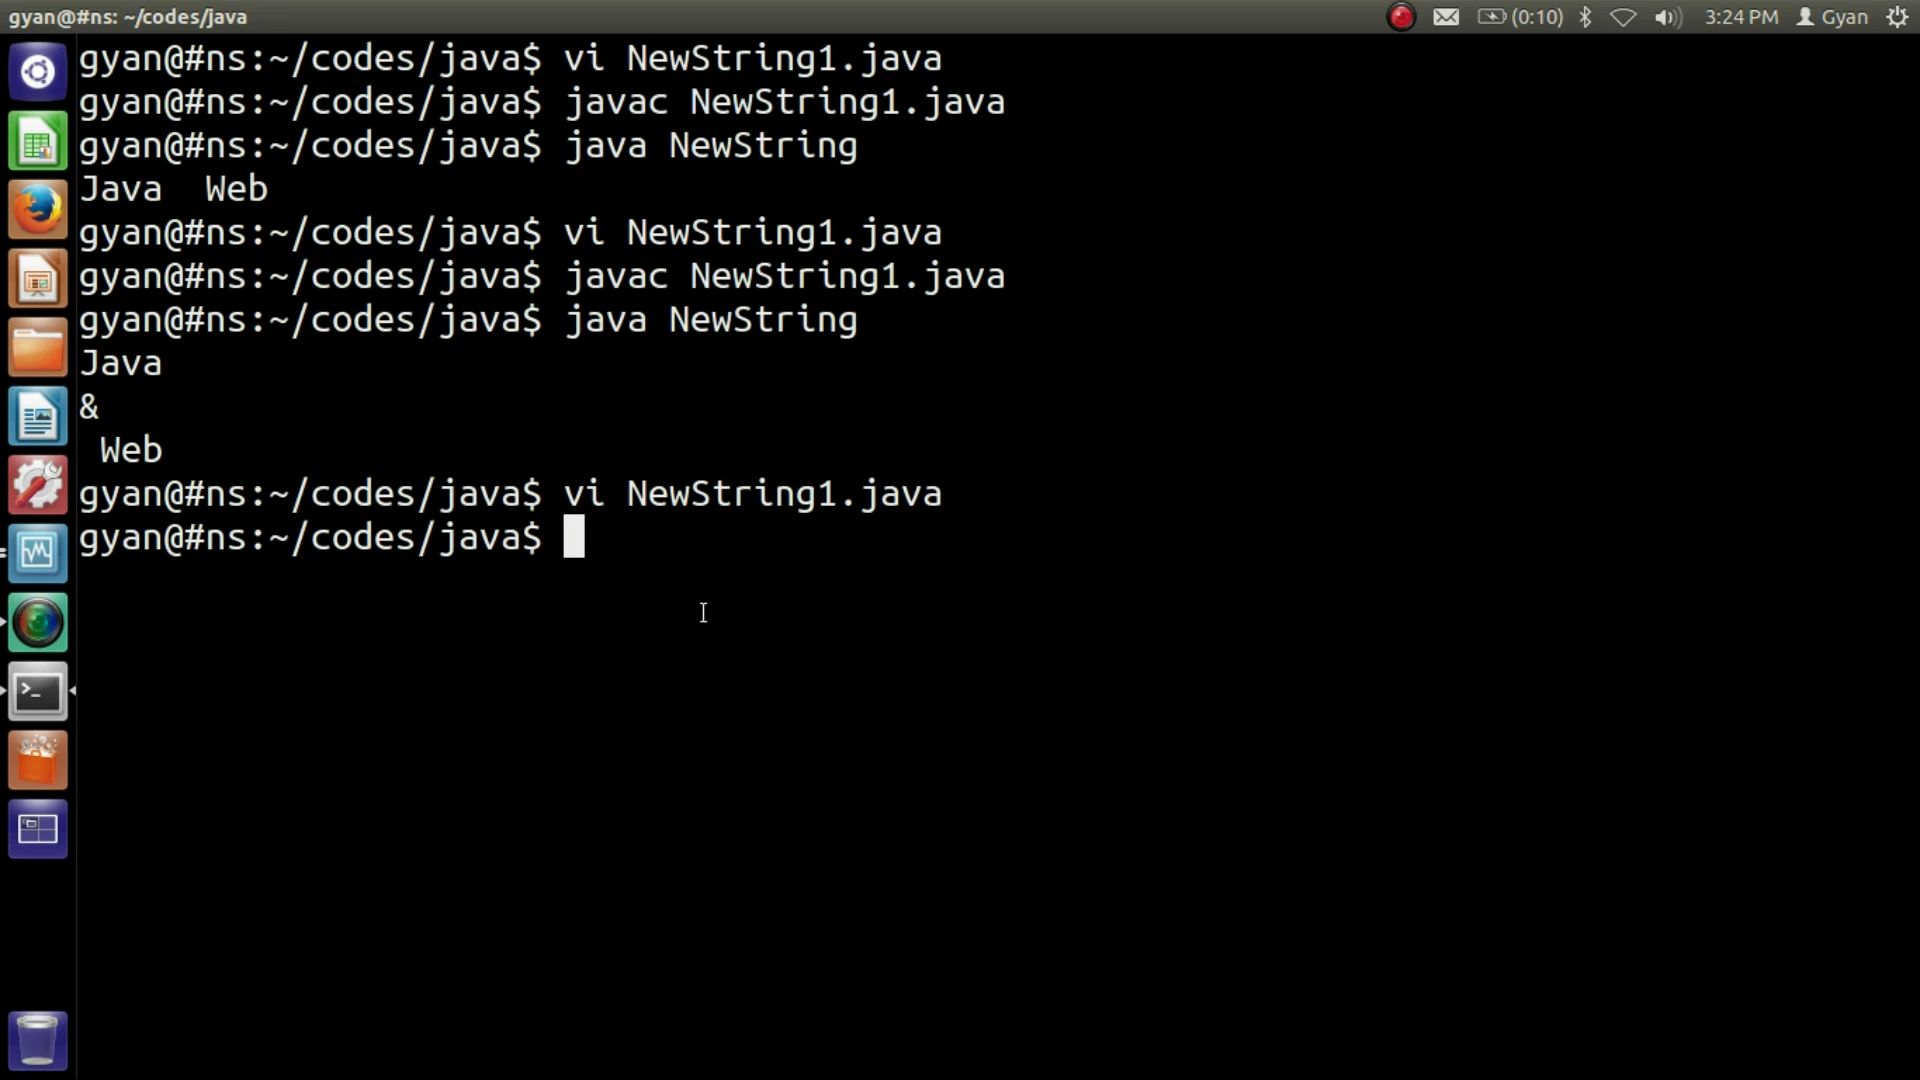 gyan@#ns: ~/codes/java
(0:10) 3:24 PM Gyan
gyan@#ns:~/codes/java$ vi NewString1.java
gyan@#ns:~/codes/java$ javac NewString1.java
gyan@#ns:~/codes/java$ java NewString
Java  Web
gyan@#ns:~/codes/java$ vi NewString1.java
gyan@#ns:~/codes/java$ javac NewString1.java
gyan@#ns:~/codes/java$ java NewString
Java
&
 Web
gyan@#ns:~/codes/java$ vi NewString1.java
gyan@#ns:~/codes/java$